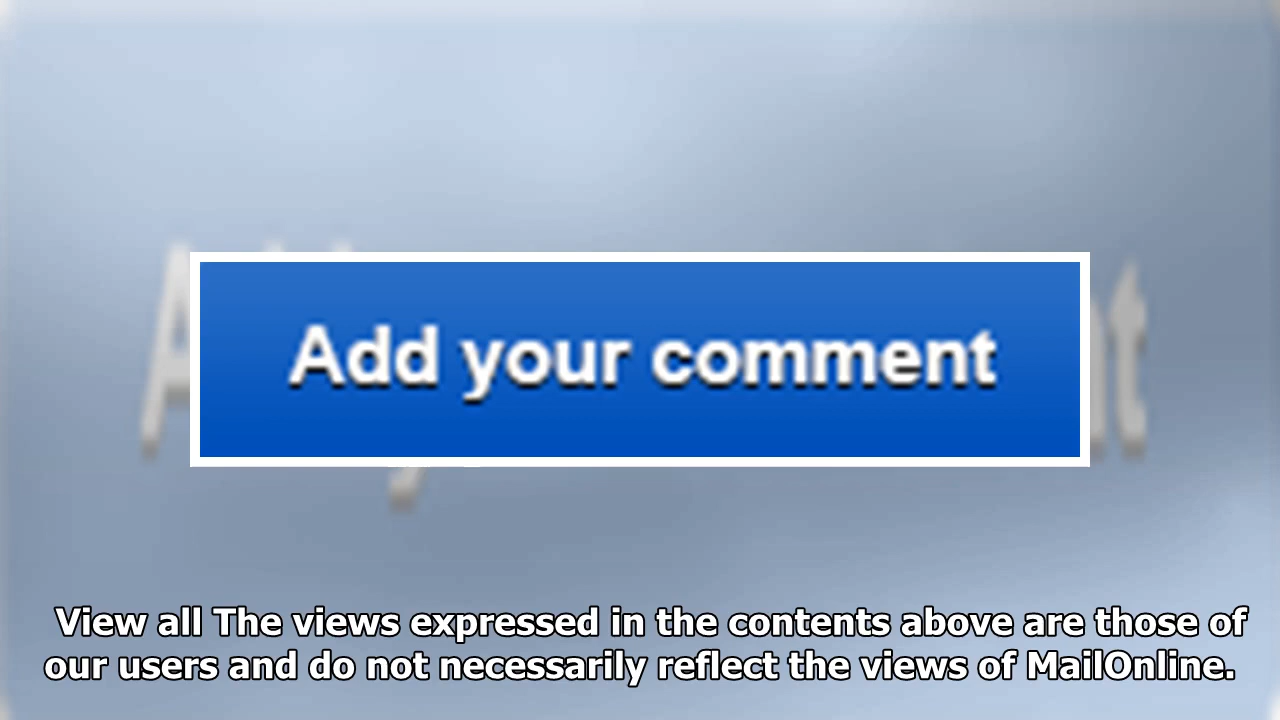 Add your comment
View all The views expressed in the contents above are those of
our users and do not necessarily reflect the views of MailOnline.